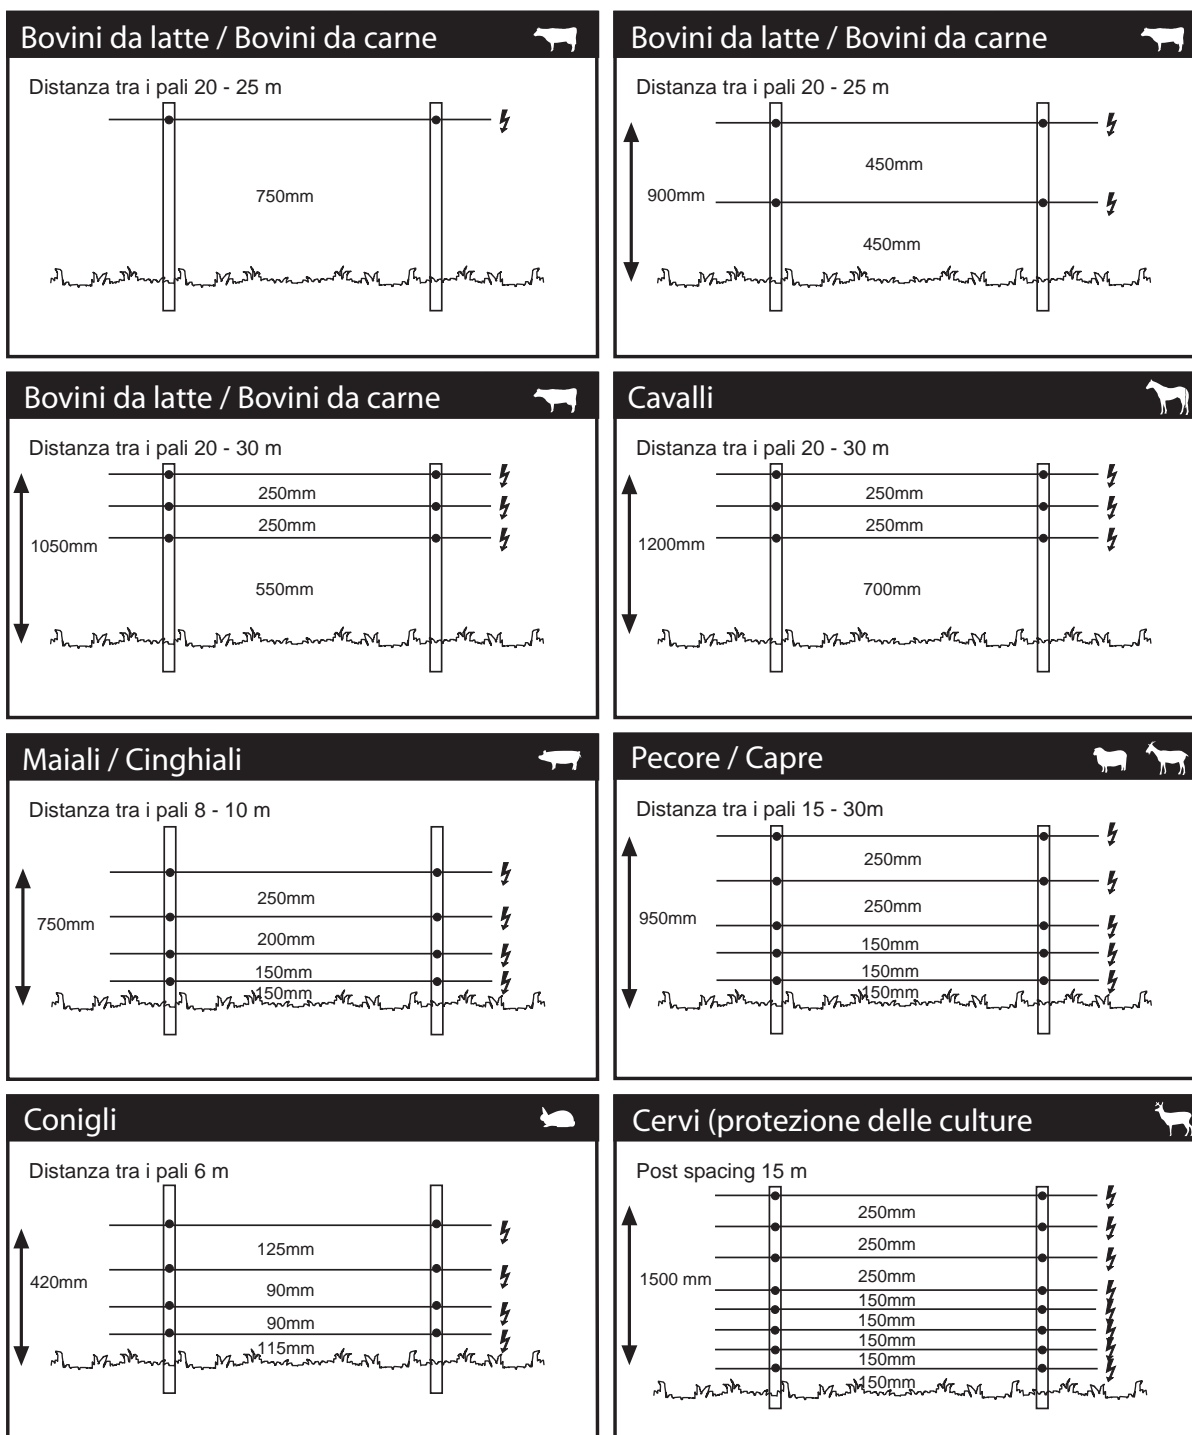 Bovini da latte / Bovini da carne
Distanza tra i pali 20 - 25 m
750mm
Bovini da latte / Bovini da carne
Distanza tra i pali 20 - 25 m
450mm
900mm
450mm
Bovini da latte / Bovini da carne
Distanza tra i pali 20 - 30 m
250mm
250mm
1050mm
550mm
Cavalli
Distanza tra i pali 20 - 30 m
250mm
250mm
1200mm
700mm
Maiali / Cinghiali
Distanza tra i pali 8 - 10 m
250mm
750mm
200mm
150mm
150mm
Pecore / Capre
Distanza tra i pali 15 - 30m
250mm
250mm
950mm
150mm
150mm
150mm
Conigli
Distanza tra i pali 6 m
125mm
420mm
90mm
90mm
115mm
Cervi (protezione delle culture
Post spacing 15 m
250mm
250mm
250mm
1500 mm
150mm
150mm
150mm
150mm
150mm